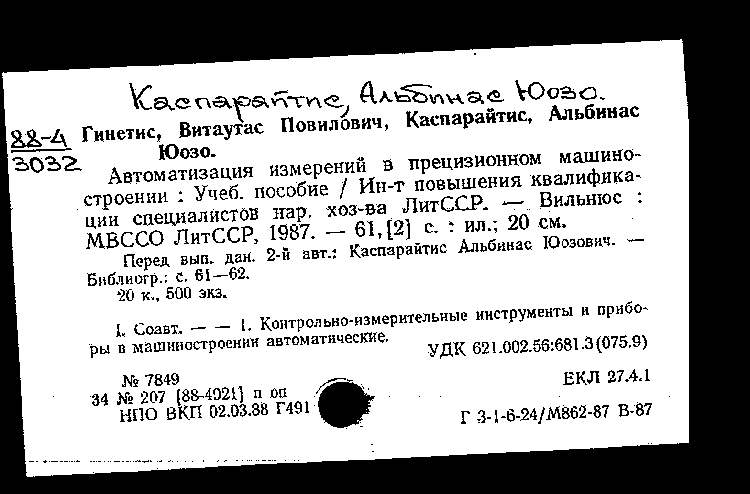 Каспарайтис, Альбинас Юозо.
88-4
3032
Гинетис, Витаутас Повилович, Каспарайтис, Альбинас
Юозо.
Автоматизация измерений в прецизионном машино-
строении : Учеб. пособие / Ин-т повышения квалифика-
ции специалистов нар. хоз-ва ЛитССР. — Вильнюс :
МВССО ЛитССР, 1987. — 61, [2] с. : ил.; 20 см.
Перед вып. дан. 2-й авт.: Каспарайтис Альбинас Юозович. —
Библиогр.: с. 61—62.
20 к., 500 экз.
I. Соавт. — — 1. Контрольно-измерительные инструменты и прибо-
ры в машиностроении автоматические.
УДК 621.002.56:681.3(075.9)
№ 7849
ЕКЛ 27.4.1
34 № 207 [88-4021] п оп
НПО ВКП 02.03.88 Г491
Г 3-1-6-24/М862-87 В-87